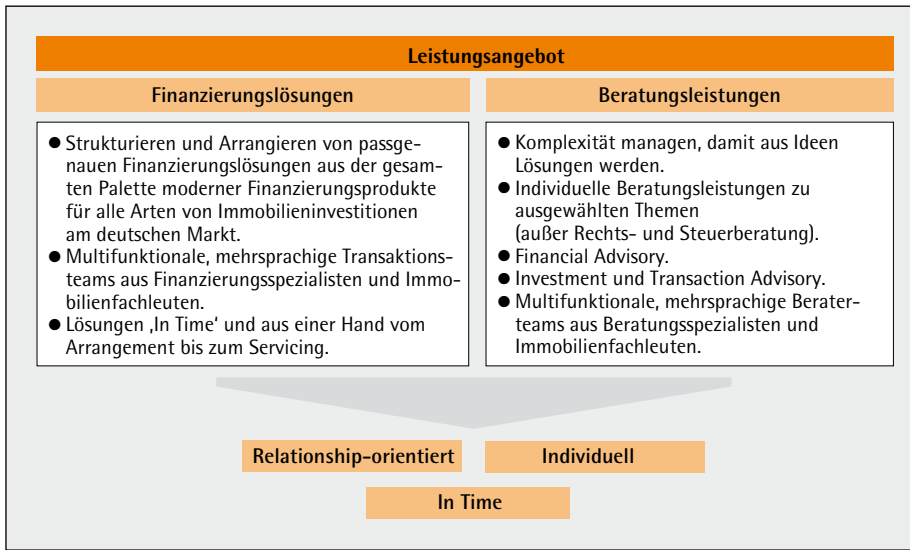 Leistungsangebot
Finanzierungslösungen
● Strukturieren und Arrangieren von passge-
nauen Finanzierungslösungen aus der gesam-
ten Palette moderner Finanzierungsprodukte
für alle Arten von Immobilieninvestitionen
am deutschen Markt.
● Multifunktionale, mehrsprachige Transaktions-
teams aus Finanzierungsspezialisten und Immo-
bilienfachleuten.
● Lösungen ‚In Time‘ und aus einer Hand vom
Arrangement bis zum Servicing.
Beratungsleistungen
● Komplexität managen, damit aus Ideen
Lösungen werden.
● Individuelle Beratungsleistungen zu
ausgewählten Themen
(außer Rechts- und Steuerberatung).
● Financial Advisory.
● Investment und Transaction Advisory.
● Multifunktionale, mehrsprachige Berater-
teams aus Beratungsspezialisten und
Immobilienfachleuten.
Relationship-orientiert
Individuell
In Time